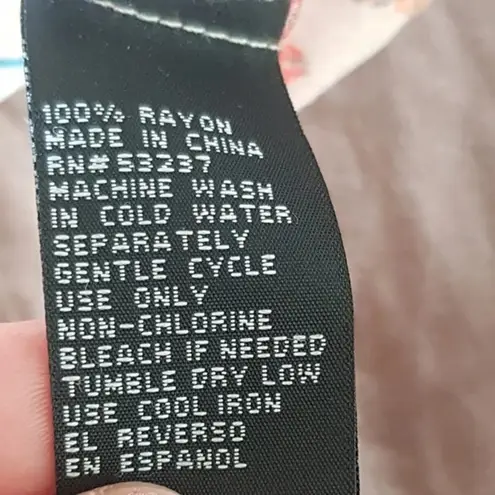 100% RAYON
MADE IN CHINA
RN# 53237
MACHINE WASH
IN COLD WATER
SEPARATELY
GENTLE CYCLE
USE ONLY
NON-CHLORINE
BLEACH IF NEEDED
TUMBLE DRY LOW
USE COOL IRON
EL REVERSO
EN ESPANOL